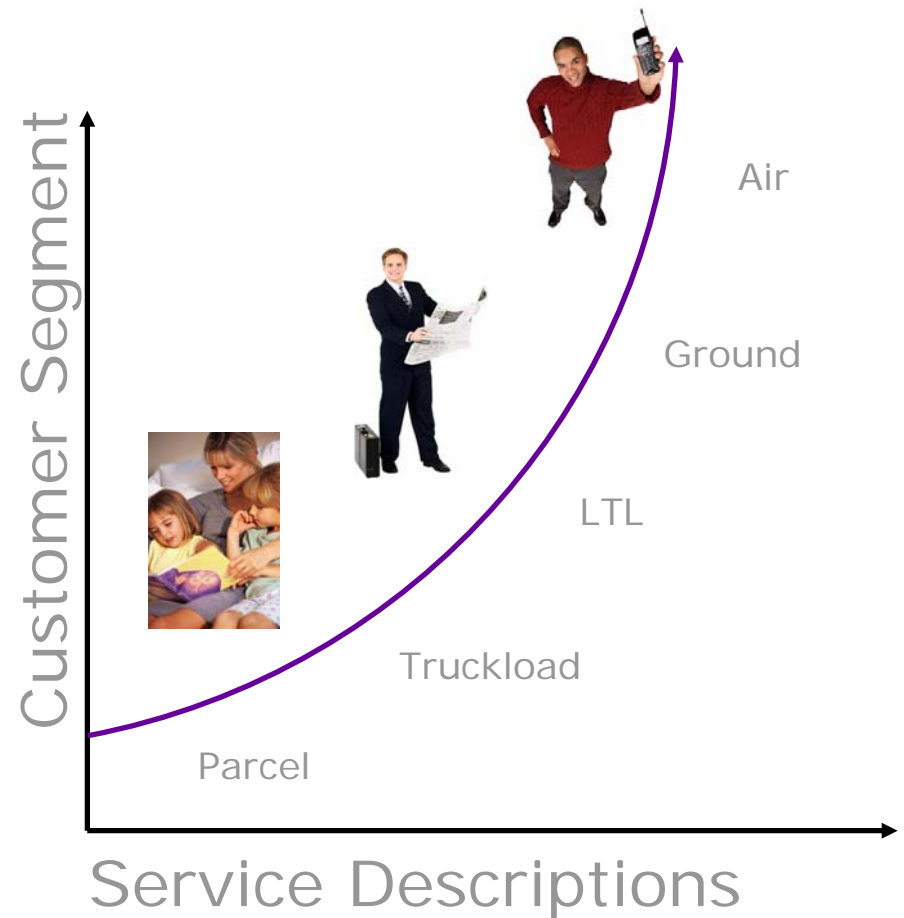 Customer Segment
Air
Ground
LTL
Truckload
Parcel
Service Descriptions